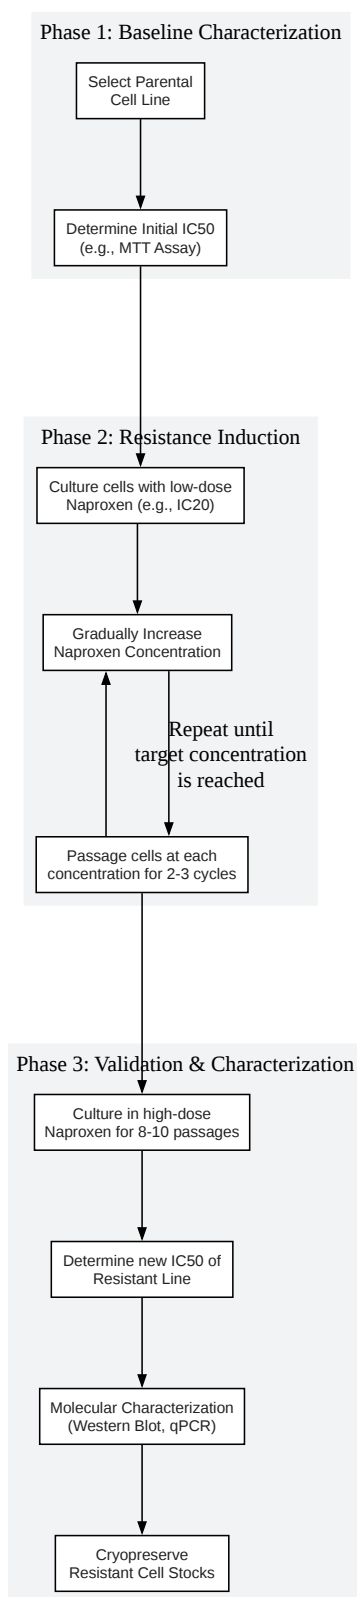 Phase 1: Baseline Characterization
Select Parental
Cell Line
Determine Initial IC50
(e.g., MTT Assay)
Phase 2: Resistance Induction
Culture cells with low-dose
Naproxen (e.g., IC20)
Gradually Increase
Naproxen Concentration
Repeat until
target concentration
is reached
Passage cells at each
concentration for 2-3 cycles
Phase 3: Validation & Characterization
Culture in high-dose
Naproxen for 8-10 passages
Determine new IC50 of
Resistant Line
Molecular Characterization
(Western Blot, qPCR)
Cryopreserve
Resistant Cell Stocks